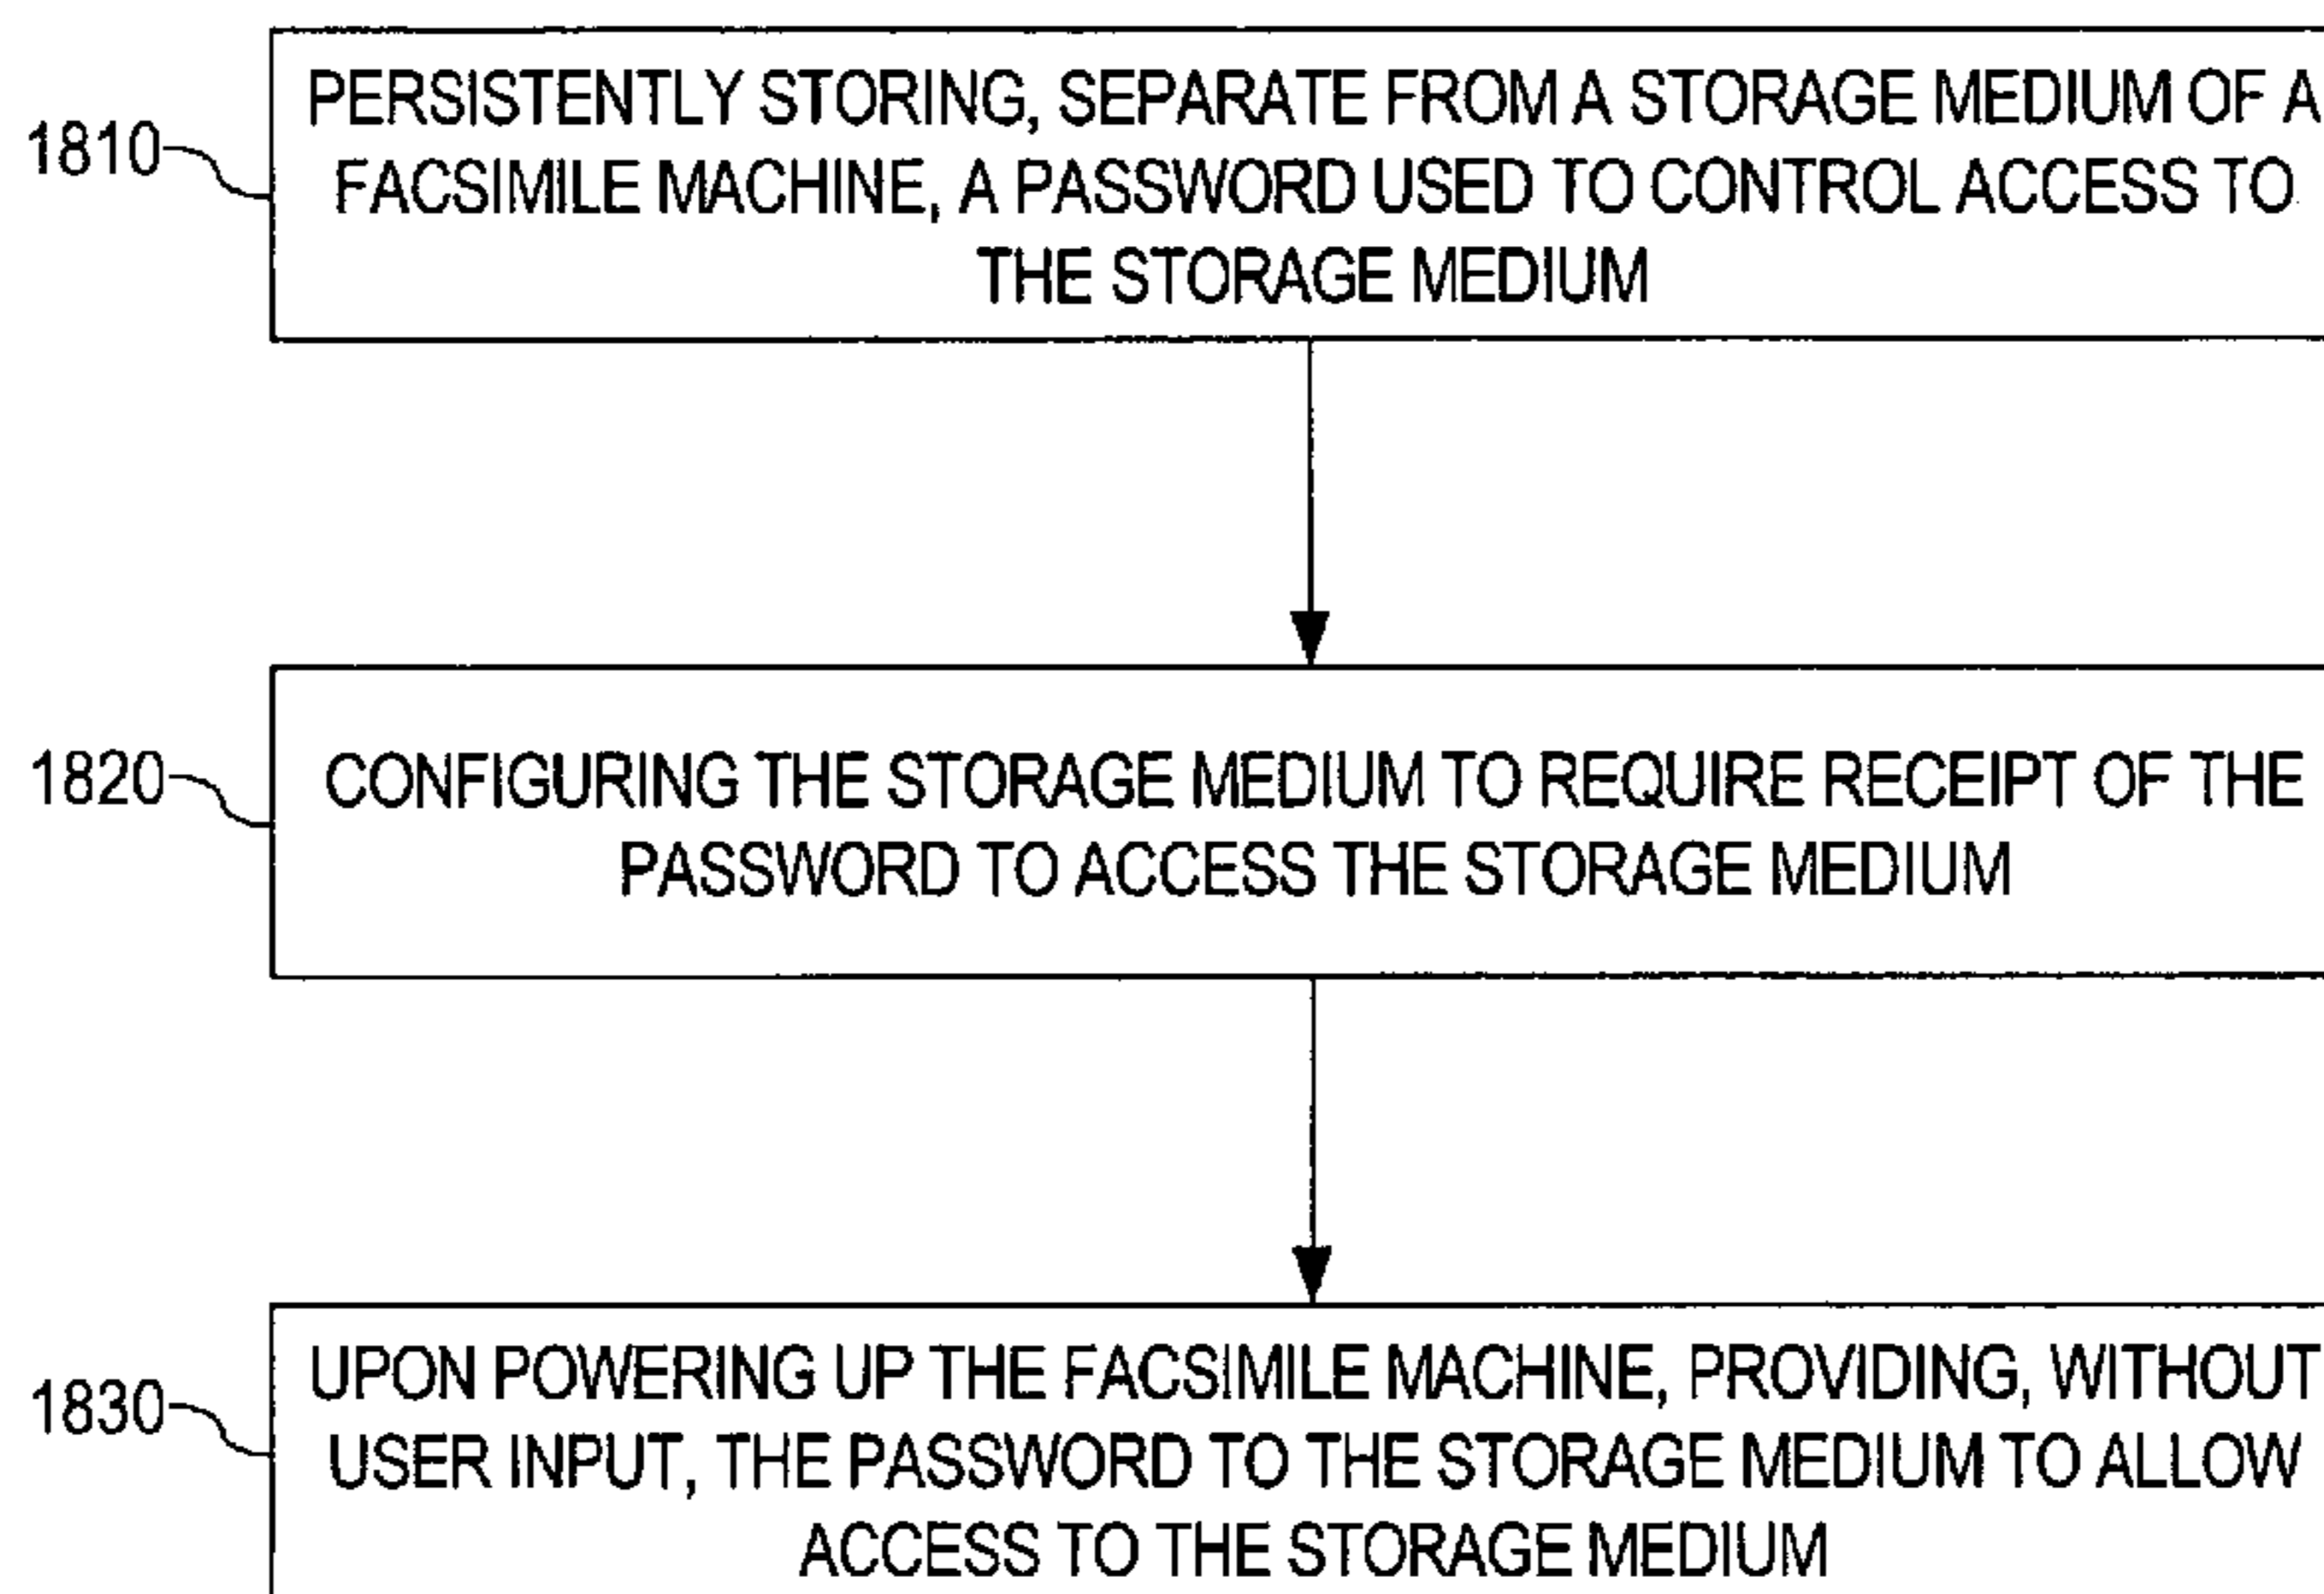 1810
PERSISTENTLY STORING, SEPARATE FROM A STORAGE MEDIUM OF A
FACSIMILE MACHINE, A PASSWORD USED TO CONTROL ACCESS TO
THE STORAGE MEDIUM
1820
CONFIGURING THE STORAGE MEDIUM TO REQUIRE RECEIPT OF THE
PASSWORD TO ACCESS THE STORAGE MEDIUM
1830
UPON POWERING UP THE FACSIMILE MACHINE, PROVIDING, WITHOUT
USER INPUT, THE PASSWORD TO THE STORAGE MEDIUM TO ALLOW
ACCESS TO THE STORAGE MEDIUM